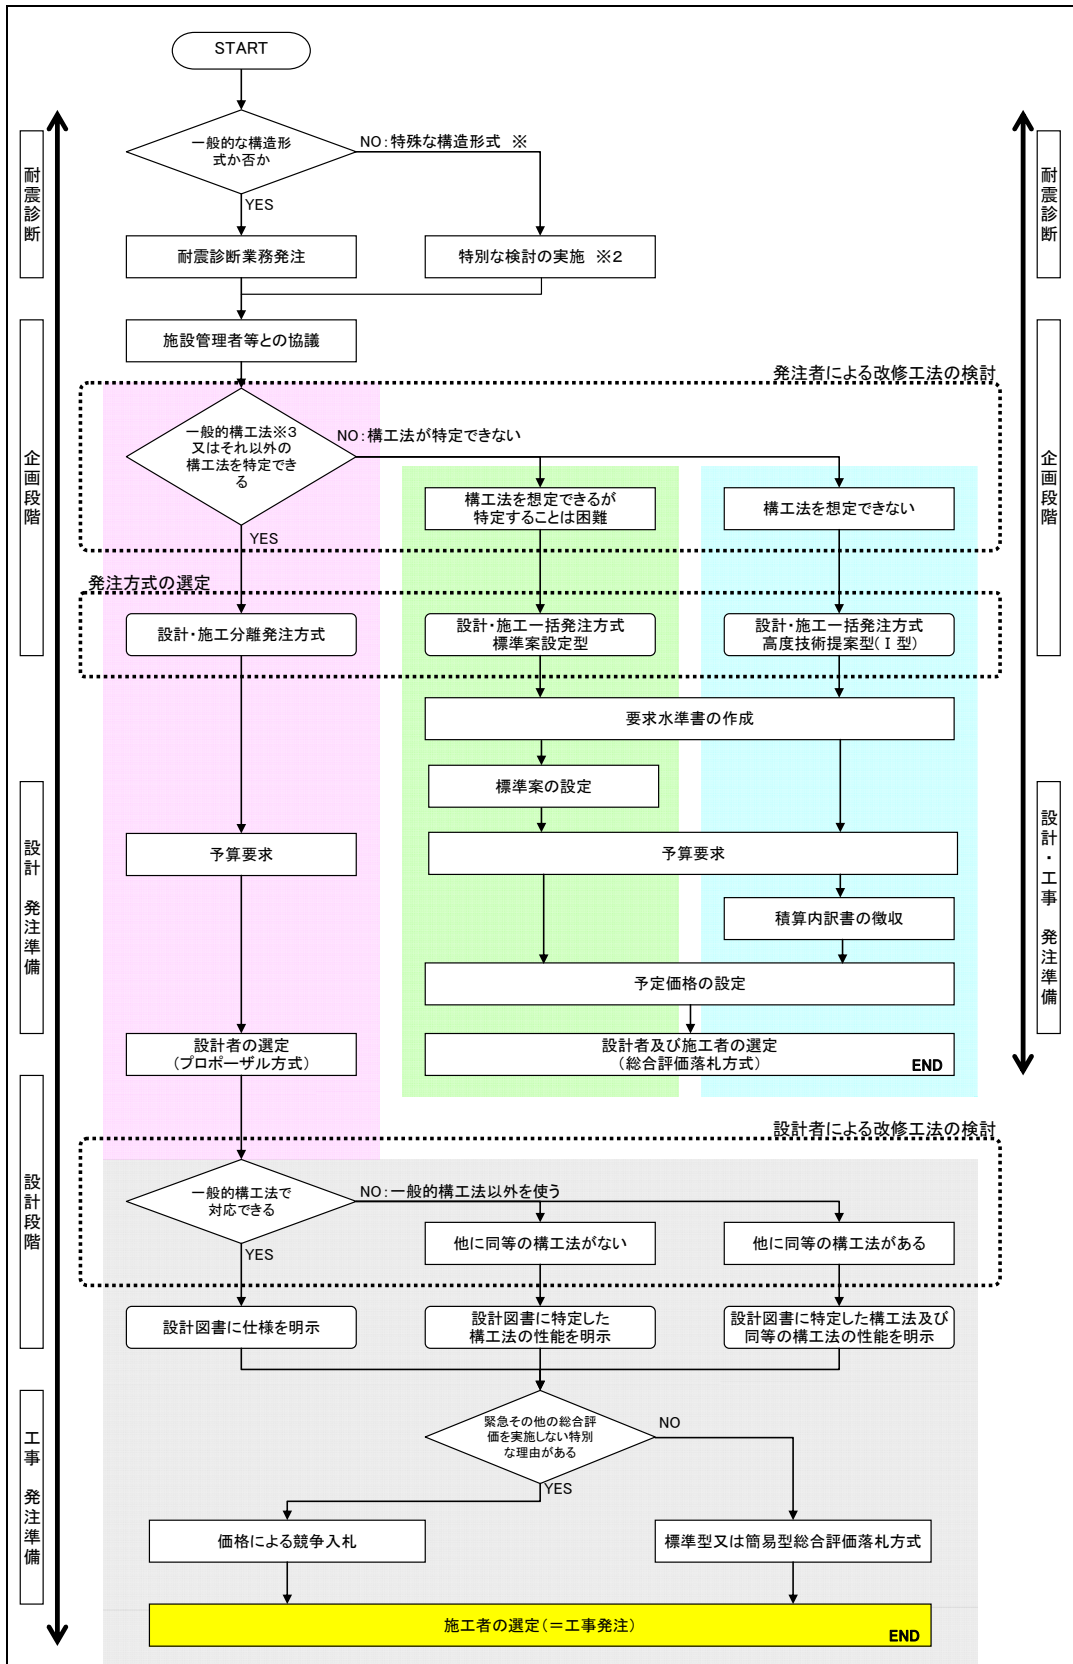 START
一般的な構造形
式か否か
NO:特殊な構造形式 ※
YES
耐震診断
耐震診断
耐震診断業務発注
特別な検討の実施 ※2
施設管理者等との協議
発注者による改修工法の検討
一般的構工法※3
又はそれ以外の
構工法を特定でき
る
NO:構工法が特定できない
企画段階
企画段階
構工法を想定できるが
特定することは困難
構工法を想定できない
YES
発注方式の選定
設計・施工分離発注方式
設計・施工一括発注方式
標準案設定型
設計・施工一括発注方式
高度技術提案型(Ⅰ型)
要求水準書の作成
標準案の設定
設計 発注準備
設計・工事 発注準備
予算要求
予算要求
積算内訳書の徴収
予定価格の設定
設計者の選定
(プロポーザル方式)
設計者及び施工者の選定
(総合評価落札方式)
END
設計者による改修工法の検討
設計段階
一般的構工法で
対応できる
NO:一般的構工法以外を使う
YES
他に同等の構工法がない
他に同等の構工法がある
設計図書に仕様を明示
設計図書に特定した
構工法の性能を明示
設計図書に特定した構工法及び
同等の構工法の性能を明示
工事 発注準備
緊急その他の総合評
価を実施しない特別
な理由がある
NO
YES
価格による競争入札
標準型又は簡易型総合評価落札方式
施工者の選定(=工事発注)
END